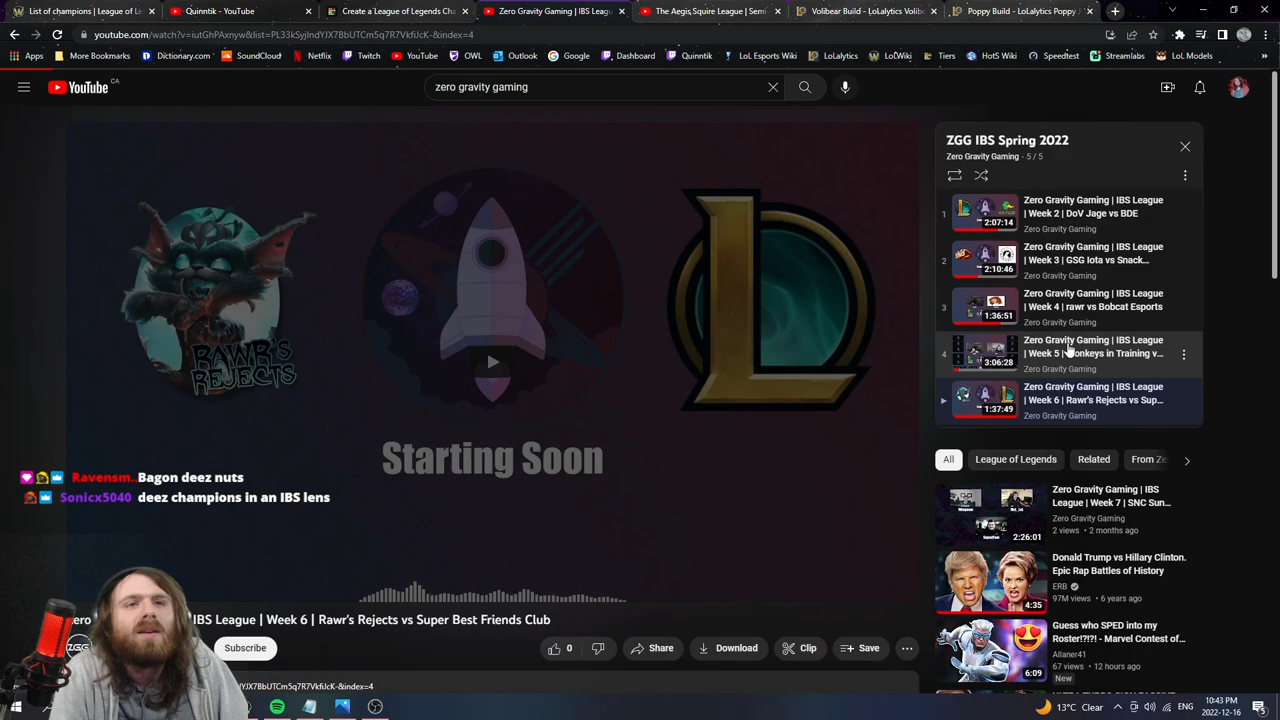 List of champions | League of L
Quinntik - YouTube
Create a League of Legends Cha
Zero Gravity Gaming | IBS Leagu
The Aegis Squire League | Semi
Volibear Build - LoLalytics Volib
Poppy Build - LoLalytics Poppy
youtube.com/watch?v=iutGhPAxnyw&list=PL33kSyJIndYJX7BbUTCm5q7R7VkfiJcK-&index=4
Apps
More Bookmarks
Dictionary.com
SoundCloud
Netflix
Twitch
YouTube
OWL
Outlook
Google
Dashboard
Quinntik
LoL Esports Wiki
LoLalytics
LoLWiki
Tiers
HotS Wiki
Speedtest
Streamlabs
LoL Models
YouTube CA
zero gravity gaming
ZGG IBS Spring 2022
Zero Gravity Gaming - 5 / 5
1
2:07:14
Zero Gravity Gaming | IBS League
| Week 2 | DoV Jage vs BDE
Zero Gravity Gaming
2
2:10:46
Zero Gravity Gaming | IBS League
| Week 3 | GSG Iota vs Snack...
Zero Gravity Gaming
3
1:36:51
Zero Gravity Gaming | IBS League
| Week 4 | rawr vs Bobcat Esports
Zero Gravity Gaming
4
3:06:28
Zero Gravity Gaming | IBS League
| Week 5 | Monkeys in Training v...
Zero Gravity Gaming
1:37:49
Zero Gravity Gaming | IBS League
| Week 6 | Rawr's Rejects vs Sup...
Zero Gravity Gaming
RAWR'S
REJECTS
L
Starting Soon
Ravensm.. Bagon deez nuts
Sonicx5040 deez champions in an IBS lens
All
League of Legends
Related
From Ze
2:26:01
Zero Gravity Gaming | IBS
League | Week 7 | SNC Sun...
Zero Gravity Gaming
2 views • 2 months ago
4:35
Donald Trump vs Hillary Clinton.
Epic Rap Battles of History
ERB
97M views • 6 years ago
6:09
Guess who SPED into my
Roster?!?!! - Marvel Contest of...
Allaner41
67 views • 12 hours ago
New
IBS League | Week 6 | Rawr's Rejects vs Super Best Friends Club
ZGG
Subscribe
0
Share
Download
Clip
Save
13°C Clear
ENG
10:43 PM
2022-12-16